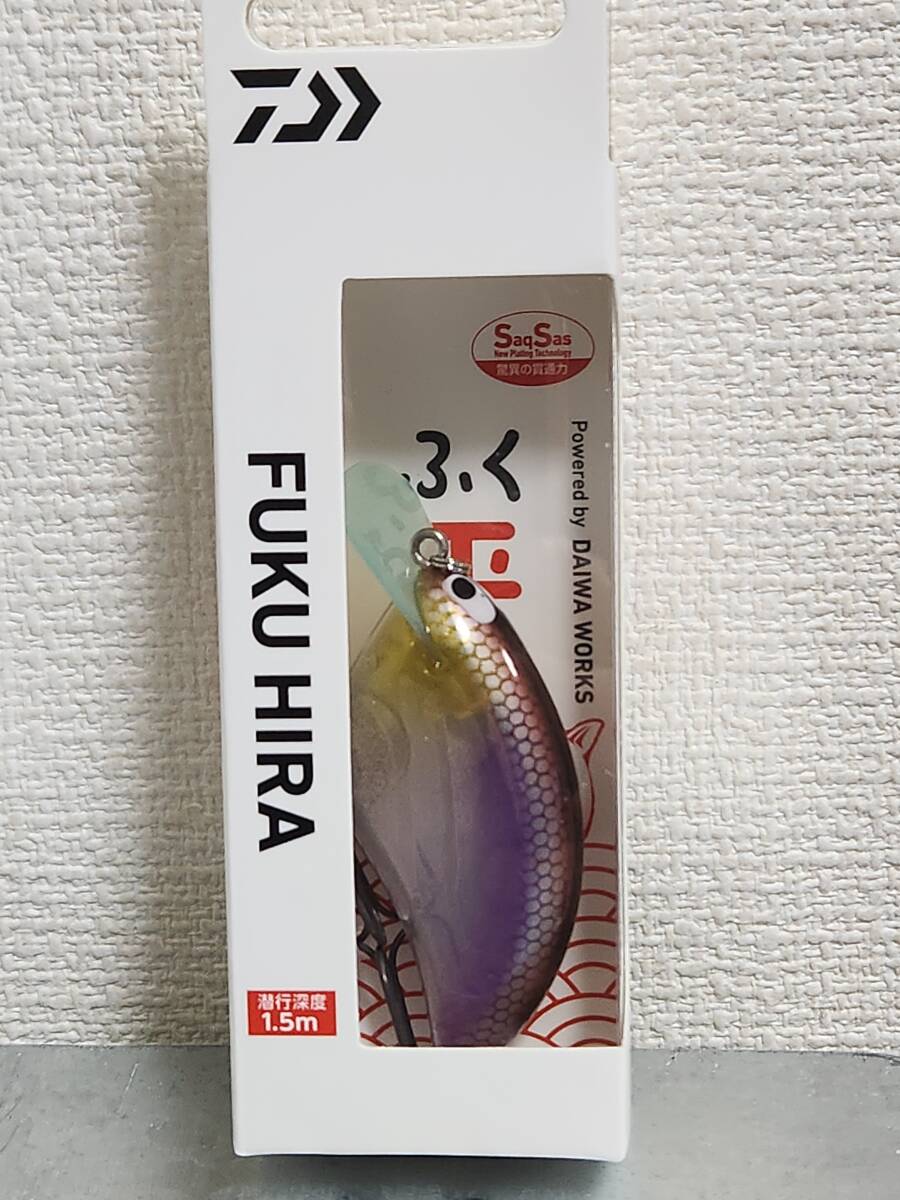 FUKU HIRA
潜行深度
1.5m
SaqSas
New Plating Technology
驚異の貫通力
ふく
Powered by DAIWA WORKS